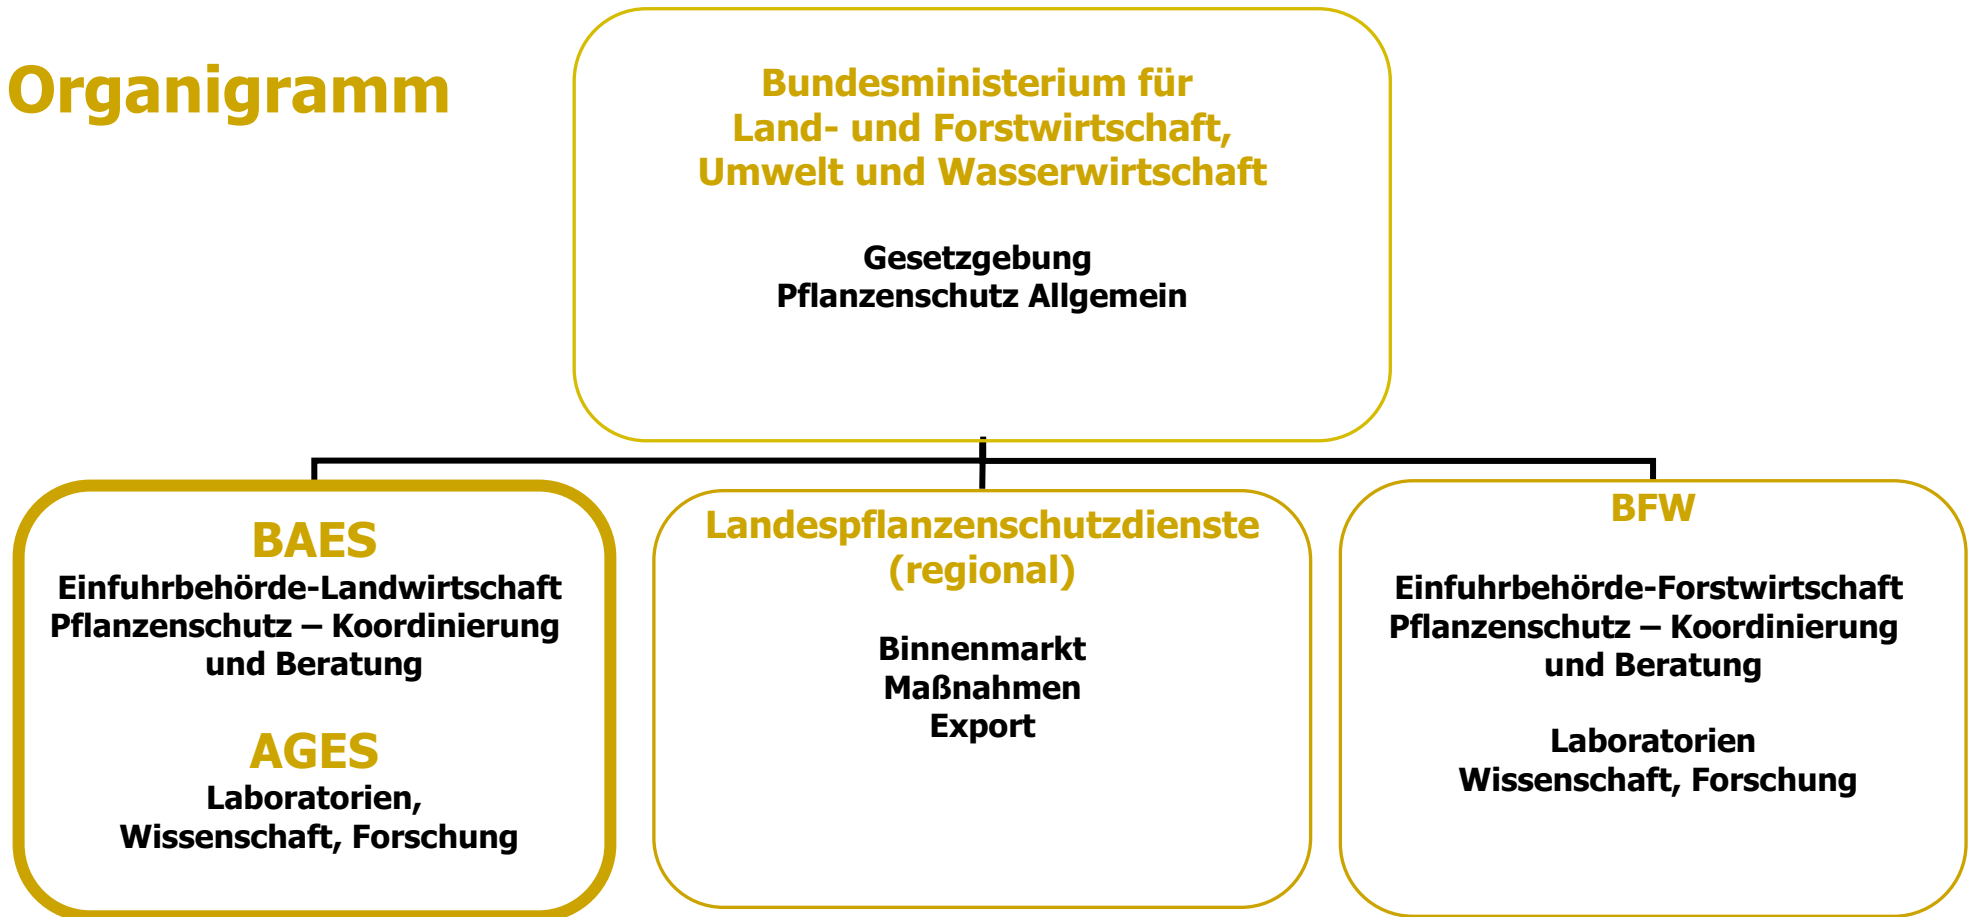 Organigramm
Bundesministerium für
Land- und Forstwirtschaft,
Umwelt und Wasserwirtschaft
Gesetzgebung
Pflanzenschutz Allgemein
BAES
Einfuhrbehörde-Landwirtschaft
Pflanzenschutz – Koordinierung
und Beratung
AGES
Laboratorien,
Wissenschaft, Forschung
Landespflanzenschutzdienste
(regional)
Binnenmarkt
Maßnahmen
Export
BFW
Einfuhrbehörde-Forstwirtschaft
Pflanzenschutz – Koordinierung
und Beratung
Laboratorien
Wissenschaft, Forschung